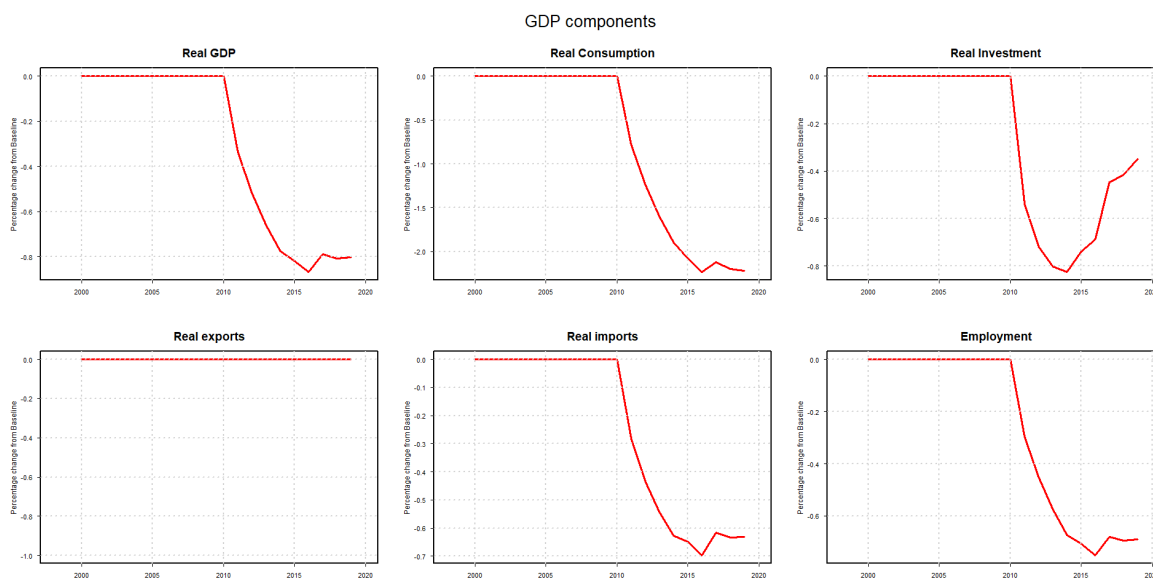 GDP components
Real GDP
Percentage change from Baseline
0.0
-0.2
-0.4
-0.6
-0.8
2000 2005 2010 2015 2020
Real Consumption
Percentage change from Baseline
0.0
-0.5
-1.0
-1.5
-2.0
2000 2005 2010 2015 2020
Real Investment
Percentage change from Baseline
0.0
-0.2
-0.4
-0.6
-0.8
2000 2005 2010 2015
Real exports
Percentage change from Baseline
0.0
-0.2
-0.4
-0.6
-0.8
-1.0
2000 2005 2010 2015 2020
Real imports
Percentage change from Baseline
0.0
-0.1
-0.2
-0.3
-0.4
-0.5
-0.6
-0.7
2000 2005 2010 2015 2020
Employment
Percentage change from Baseline
0.0
-0.2
-0.4
-0.6
2000 2005 2010 2015